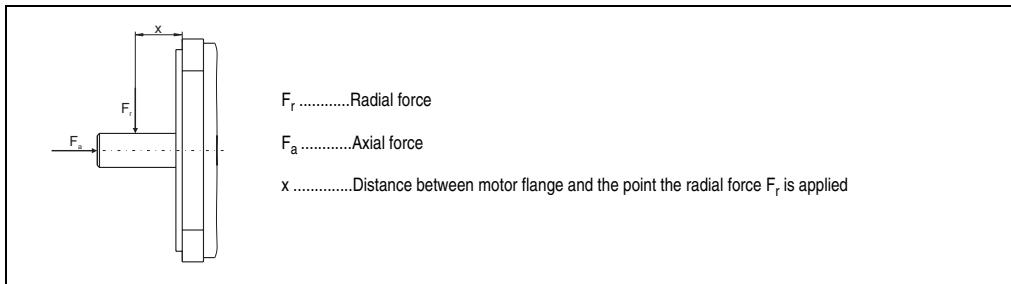 x
F_r
F_a
F_r ............Radial force
F_a ............Axial force
x ..............Distance between motor flange and the point the radial force F_r is applied